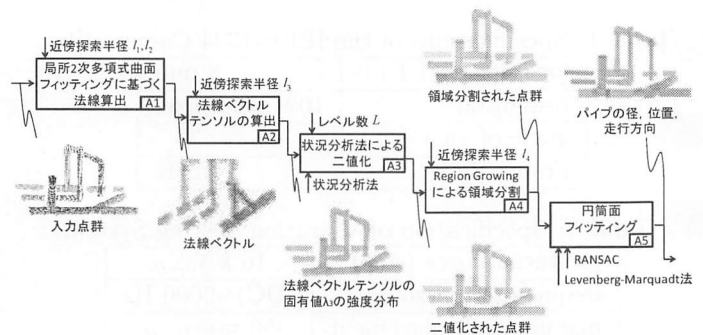 近傍探索半径 l1,l2
局所2次多項式曲面
フィッティングに基づく
法線算出
A1
入力点群
近傍探索半径 l3
法線ベクトル
テンソルの算出
A2
法線ベクトル
レベル数 L
状況分析法による
二値化
A3
状況分析法
法線ベクトルテンソルの
固有値λ3の強度分布
領域分割された点群
近傍探索半径 l4
Region Growing
による領域分割
A4
二値化された点群
パイプの径, 位置,
走行方向
円筒面
フィッティング
A5
RANSAC
Levenberg-Marquadt法